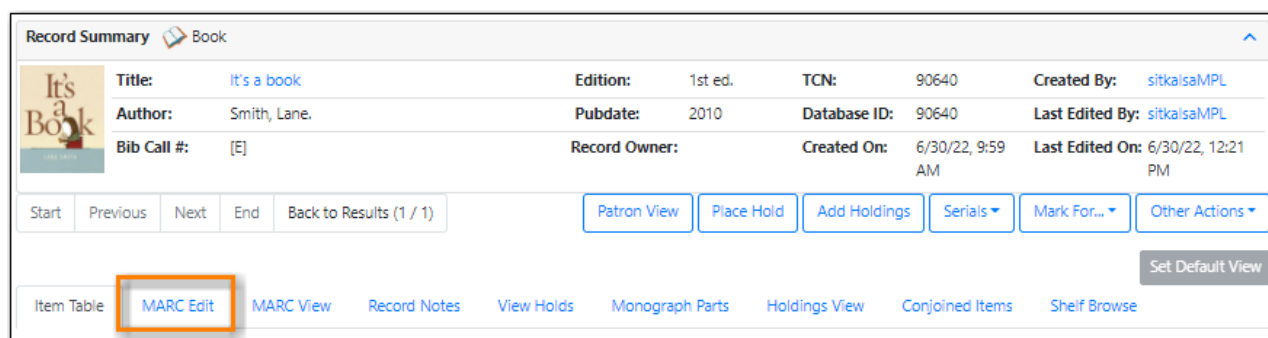 Record Summary Book
It's a Book
LANE SMITH
Title: It's a book Edition: 1st ed. TCN: 90640 Created By: sitkalsaMPL
Author: Smith, Lane. Pubdate: 2010 Database ID: 90640 Last Edited By: sitkalsaMPL
Bib Call #: [E] Record Owner: Created On: 6/30/22, 9:59 AM Last Edited On: 6/30/22, 12:21 PM
Start Previous Next End Back to Results (1 / 1) Patron View Place Hold Add Holdings Serials Mark For... Other Actions
Set Default View
Item Table MARC Edit MARC View Record Notes View Holds Monograph Parts Holdings View Conjoined Items Shelf Browse